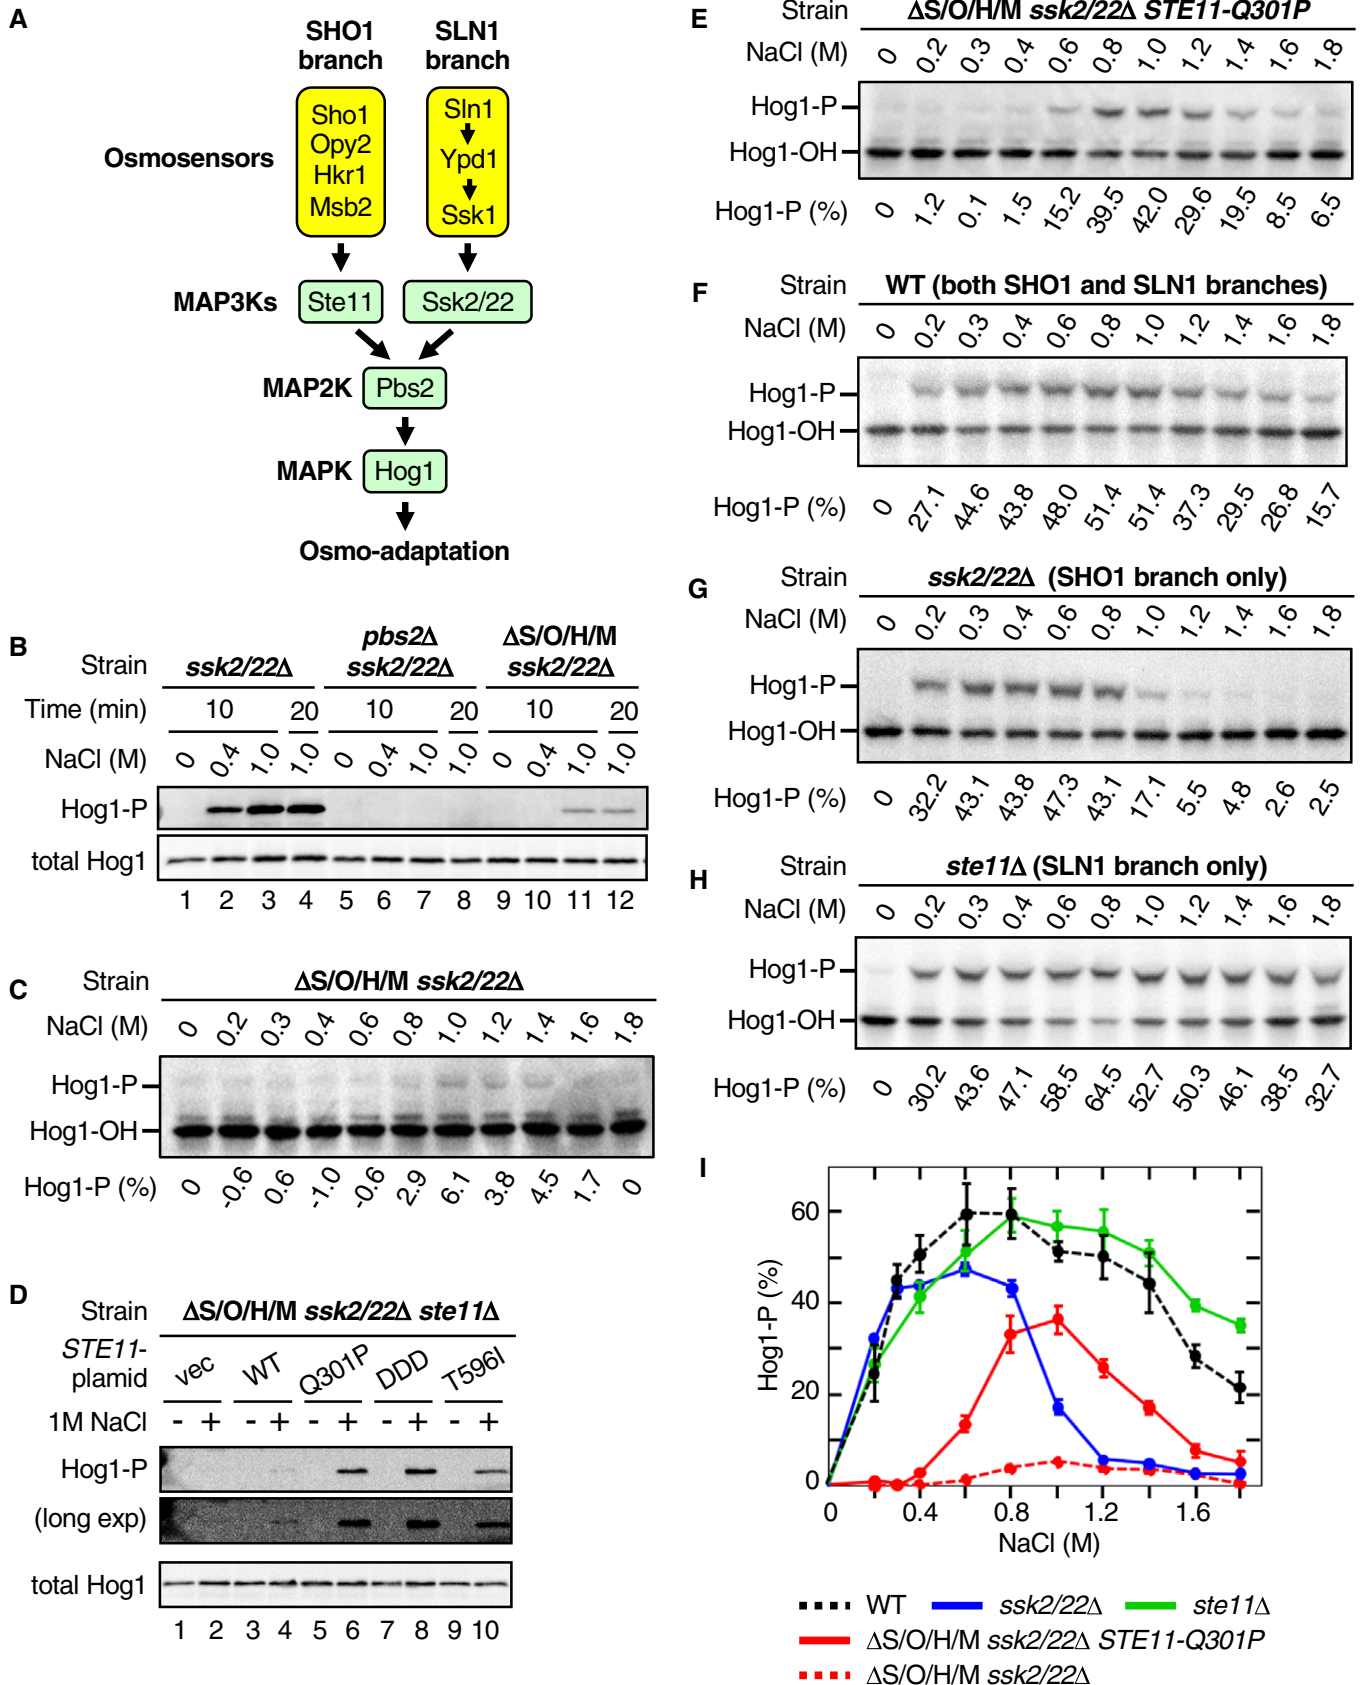 A
SHO1 branch
SLN1 branch
Osmosensors
Sho1
Opy2
Hkr1
Msb2
Sln1
Ypd1
Ssk1
MAP3Ks
Ste11
Ssk2/22
MAP2K
Pbs2
MAPK
Hog1
Osmo-adaptation
B
Strain ssk2/22Δ pbs2Δ ssk2/22Δ ΔS/O/H/M ssk2/22Δ
Time (min) 10 20 10 20 10 20
NaCl (M) 0 0.4 1.0 1.0 0 0.4 1.0 1.0 0 0.4 1.0 1.0
Hog1-P
total Hog1
1 2 3 4 5 6 7 8 9 10 11 12
C
Strain ΔS/O/H/M ssk2/22Δ
NaCl (M) 0 0.2 0.3 0.4 0.6 0.8 1.0 1.2 1.4 1.6 1.8
Hog1-P
Hog1-OH
Hog1-P (%) 0 -0.6 0.6 -1.0 -0.6 2.9 6.1 3.8 4.5 1.7 0
D
Strain ΔS/O/H/M ssk2/22Δ ste11Δ
STE11-plamid vec WT Q301P DDD T596I
1M NaCl - + - + - + - + - +
Hog1-P
(long exp)
total Hog1
1 2 3 4 5 6 7 8 9 10
E
Strain ΔS/O/H/M ssk2/22Δ STE11-Q301P
NaCl (M) 0 0.2 0.3 0.4 0.6 0.8 1.0 1.2 1.4 1.6 1.8
Hog1-P
Hog1-OH
Hog1-P (%) 0 1.2 0.1 1.5 15.2 39.5 42.0 29.6 19.5 8.5 6.5
F
Strain WT (both SHO1 and SLN1 branches)
NaCl (M) 0 0.2 0.3 0.4 0.6 0.8 1.0 1.2 1.4 1.6 1.8
Hog1-P
Hog1-OH
Hog1-P (%) 0 27.1 44.6 43.8 48.0 51.4 51.4 37.3 29.5 26.8 15.7
G
Strain ssk2/22Δ (SHO1 branch only)
NaCl (M) 0 0.2 0.3 0.4 0.6 0.8 1.0 1.2 1.4 1.6 1.8
Hog1-P
Hog1-OH
Hog1-P (%) 0 32.2 43.1 43.8 47.3 43.1 17.1 5.5 4.8 2.6 2.5
H
Strain ste11Δ (SLN1 branch only)
NaCl (M) 0 0.2 0.3 0.4 0.6 0.8 1.0 1.2 1.4 1.6 1.8
Hog1-P
Hog1-OH
Hog1-P (%) 0 30.2 43.6 47.1 58.5 64.5 52.7 50.3 46.1 38.5 32.7
I
Hog1-P (%)
60
40
20
0
0 0.4 0.8 1.2 1.6
NaCl (M)
WT ssk2/22Δ ste11Δ
ΔS/O/H/M ssk2/22Δ STE11-Q301P
ΔS/O/H/M ssk2/22Δ